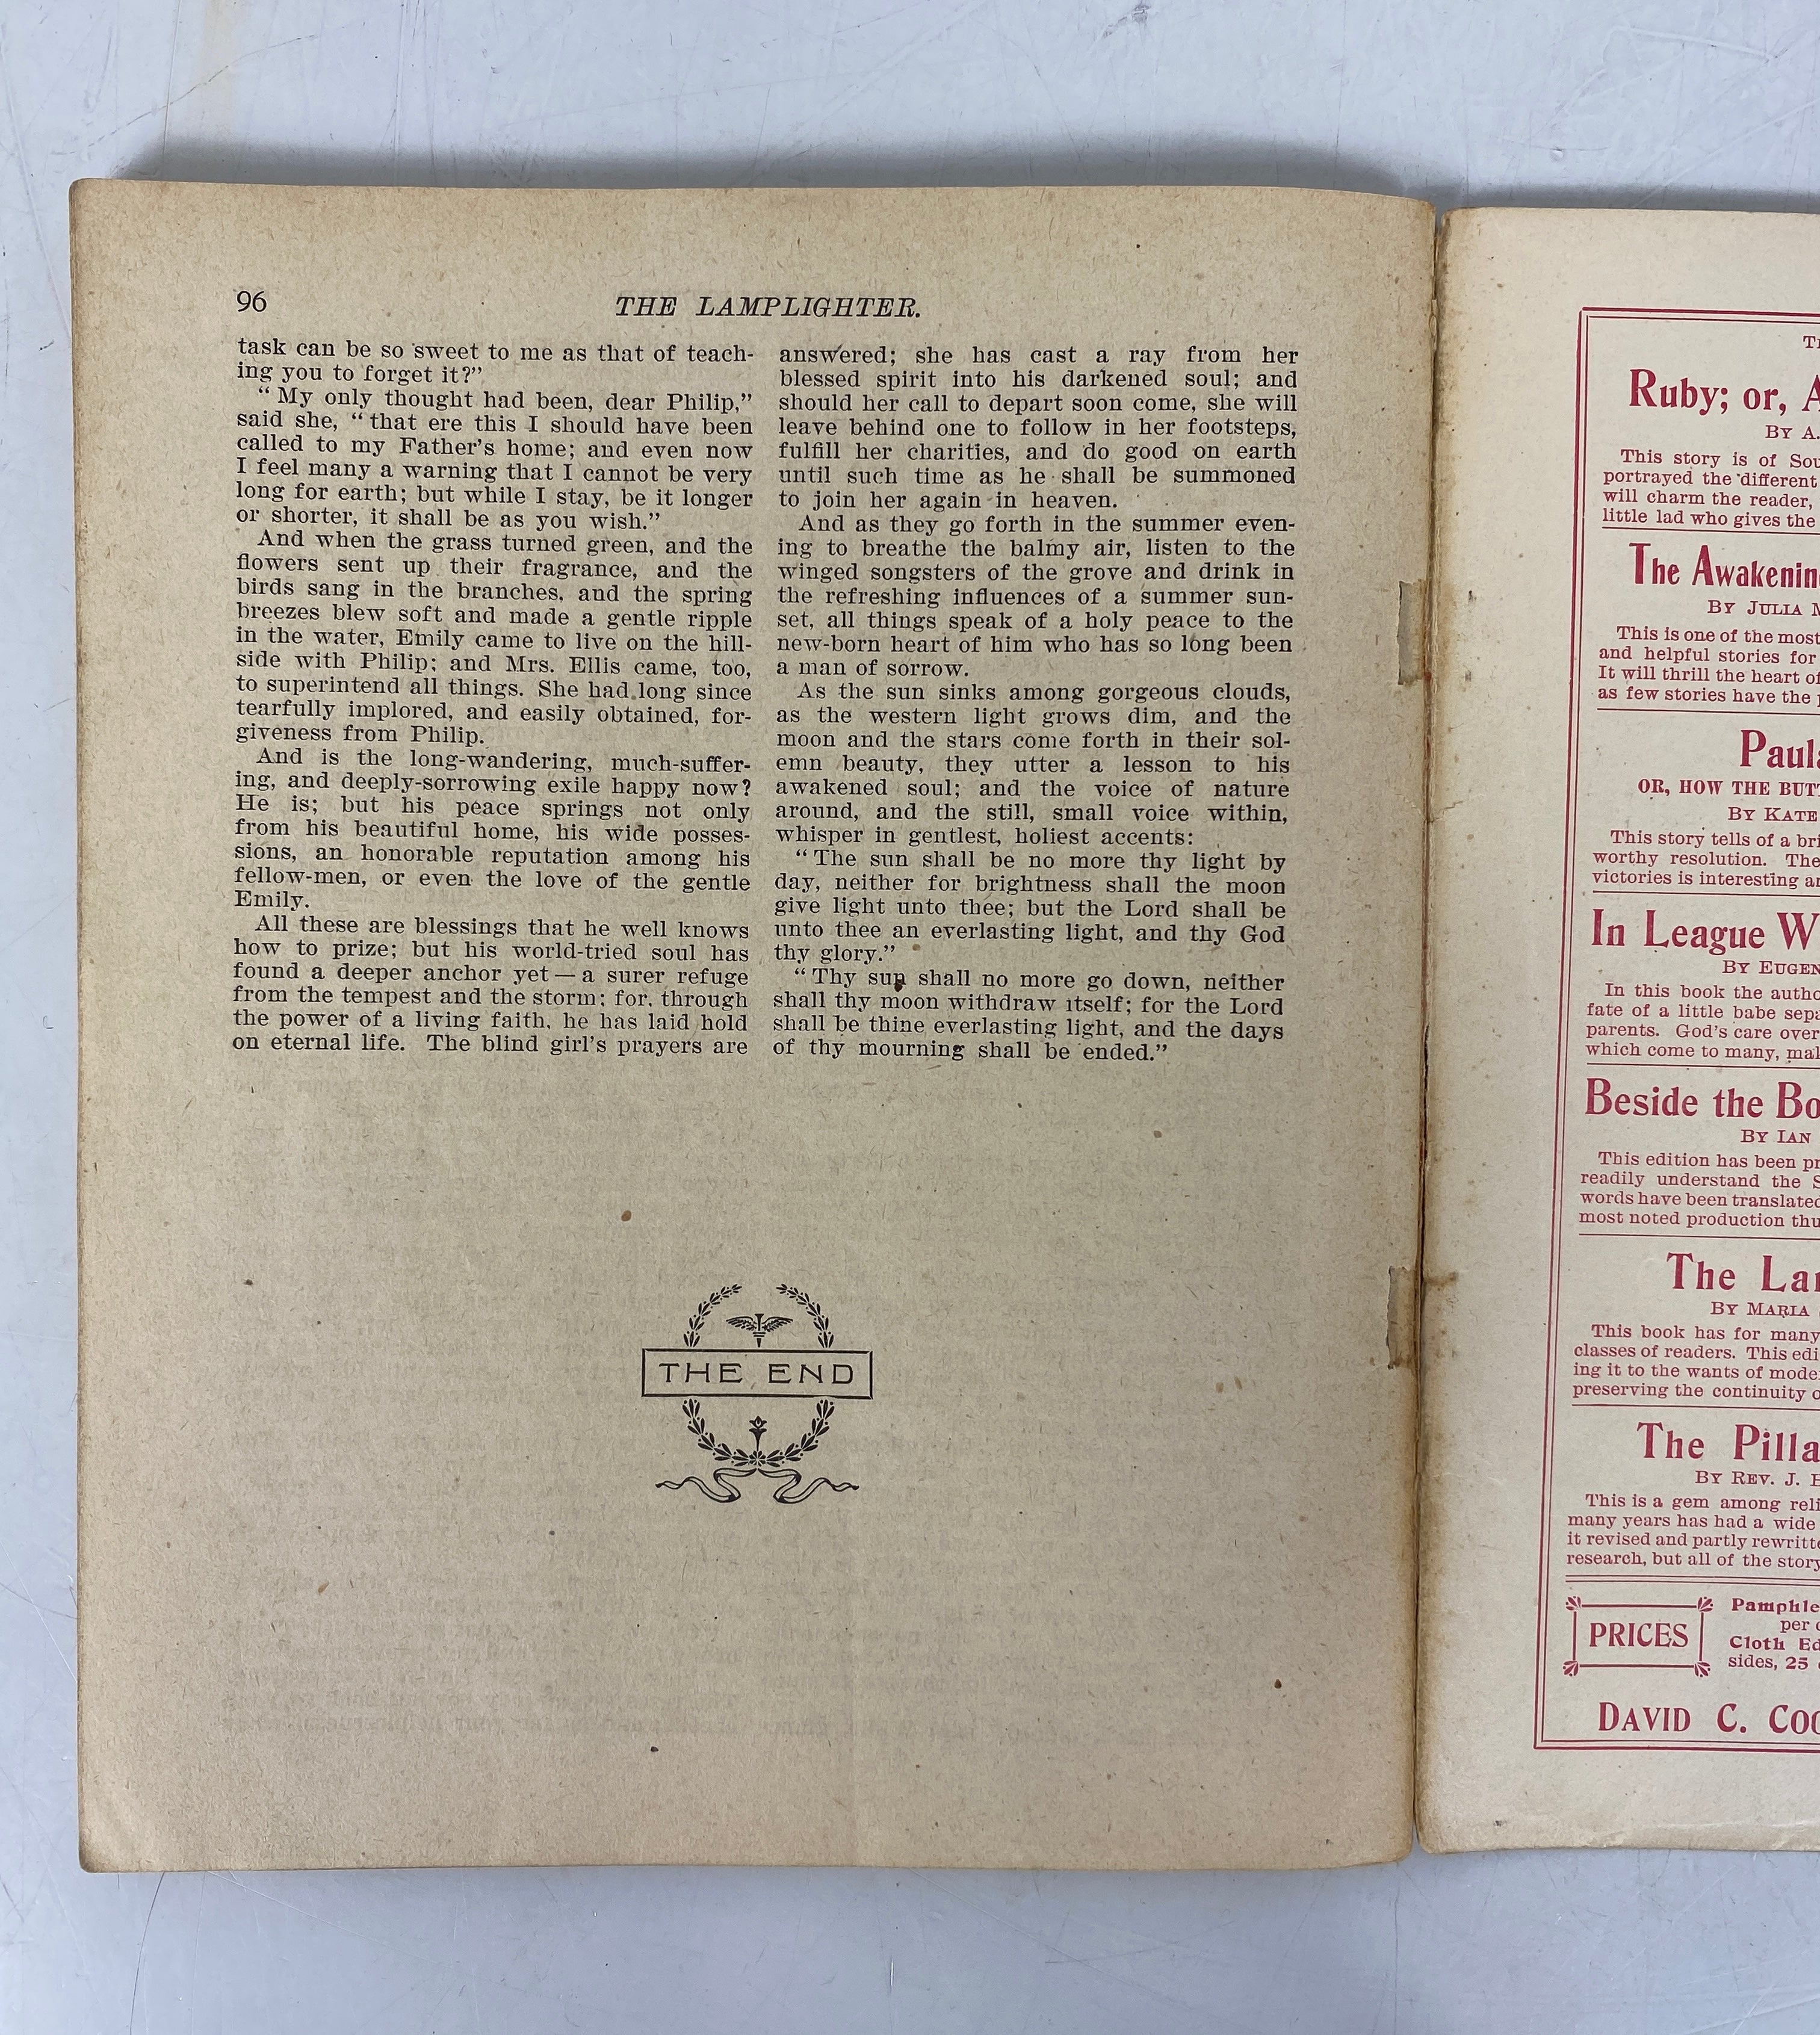 96
THE LAMPLIGHTER.
task can be so sweet to me as that of teach-
ing you to forget it?”
“My only thought had been, dear Philip,”
said she, “that ere this I should have been
called to my Father’s home; and even now
I feel many a warning that I cannot be very
long for earth; but while I stay, be it longer
or shorter, it shall be as you wish.”
And when the grass turned green, and the
flowers sent up their fragrance, and the
birds sang in the branches, and the spring
breezes blew soft and made a gentle ripple
in the water, Emily came to live on the hill-
side with Philip; and Mrs. Ellis came, too,
to superintend all things. She had long since
tearfully implored, and easily obtained, for-
giveness from Philip.
And is the long-wandering, much-suffer-
ing, and deeply-sorrowing exile happy now?
He is; but his peace springs not only
from his beautiful home, his wide posses-
sions, an honorable reputation among his
fellow-men, or even the love of the gentle
Emily.
All these are blessings that he well knows
how to prize; but his world-tried soul has
found a deeper anchor yet — a surer refuge
from the tempest and the storm; for, through
the power of a living faith, he has laid hold
on eternal life. The blind girl’s prayers are
answered; she has cast a ray from her
blessed spirit into his darkened soul; and
should her call to depart soon come, she will
leave behind one to follow in her footsteps,
fulfill her charities, and do good on earth
until such time as he shall be summoned
to join her again in heaven.
And as they go forth in the summer even-
ing to breathe the balmy air, listen to the
winged songsters of the grove and drink in
the refreshing influences of a summer sun-
set, all things speak of a holy peace to the
new-born heart of him who has so long been
a man of sorrow.
As the sun sinks among gorgeous clouds,
as the western light grows dim, and the
moon and the stars come forth in their sol-
emn beauty, they utter a lesson to his
awakened soul; and the voice of nature
around, and the still, small voice within,
whisper in gentlest, holiest accents:
“The sun shall be no more thy light by
day, neither for brightness shall the moon
give light unto thee; but the Lord shall be
unto thee an everlasting light, and thy God
thy glory.”
“Thy sun shall no more go down, neither
shall thy moon withdraw itself; for the Lord
shall be thine everlasting light, and the days
of thy mourning shall be ended.”
THE END
Ruby; or,
BY A.
This story is of
portrayed the different
will charm the reader,
little lad who gives the
The
BY JULIA
This is one of the most
and helpful stories for
It will thrill the heart of
as few stories have the
OR, HOW THE
BY KATE
This story tells of a
worthy resolution. The
victories is interesting
In League
BY
In this book the
fate of a little babe
parents. God’s care over
which come to many,
Beside the
BY IAN
This edition has been
readily understand the
words have been translated
most noted production
The
BY MARIA
This book has for many
classes of readers. This
ing it to the wants of
preserving the continuity
The
BY REV. J.
This is a gem among
many years has had a wide
it revised and partly
research, but all of the story
PRICES
per
Cloth
sides, 25
DAVID C.